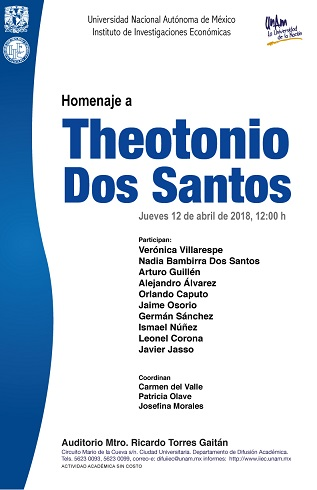 Universidad Nacional Autónoma de México
Instituto de Investigaciones Económicas
UNAM
La Universidad
de la Nación
Homenaje a
Theotonio
Dos Santos
Jueves 12 de abril de 2018, 12:00 h
Participan:
Verónica Villarespe
Nadia Bambirra Dos Santos
Arturo Guillén
Alejandro Álvarez
Orlando Caputo
Jaime Osorio
Germán Sánchez
Ismael Núñez
Leonel Corona
Javier Jasso
Coordinan
Carmen del Valle
Patricia Olave
Josefina Morales
Auditorio Mtro. Ricardo Torres Gaitán
Circuito Mario de la Cueva s/n. Ciudad Universitaria. Departamento de Difusión Académica.
Tels. 5623 0093, 5623 0099, correo-e: difuiiec@unam.mx informes: http://www.iiec.unam.mx
ACTIVIDAD ACADÉMICA SIN COSTO